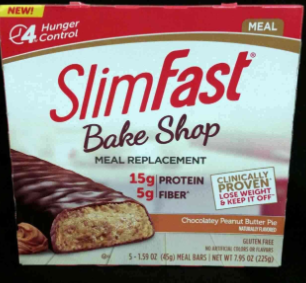 NEW!
4 Hunger
Control
MEAL
SlimFast®
Bake Shop
MEAL REPLACEMENT
15g PROTEIN
5g FIBER*
CLINICALLY
PROVEN
LOSE WEIGHT
& KEEP IT OFF
Chocolatey Peanut Butter Pie
NATURALLY FLAVORED
GLUTEN FREE
NO ARTIFICIAL COLORS OR FLAVORS
5 - 1.59 OZ (45g) MEAL BARS | NET WT 7.95 OZ (225g)